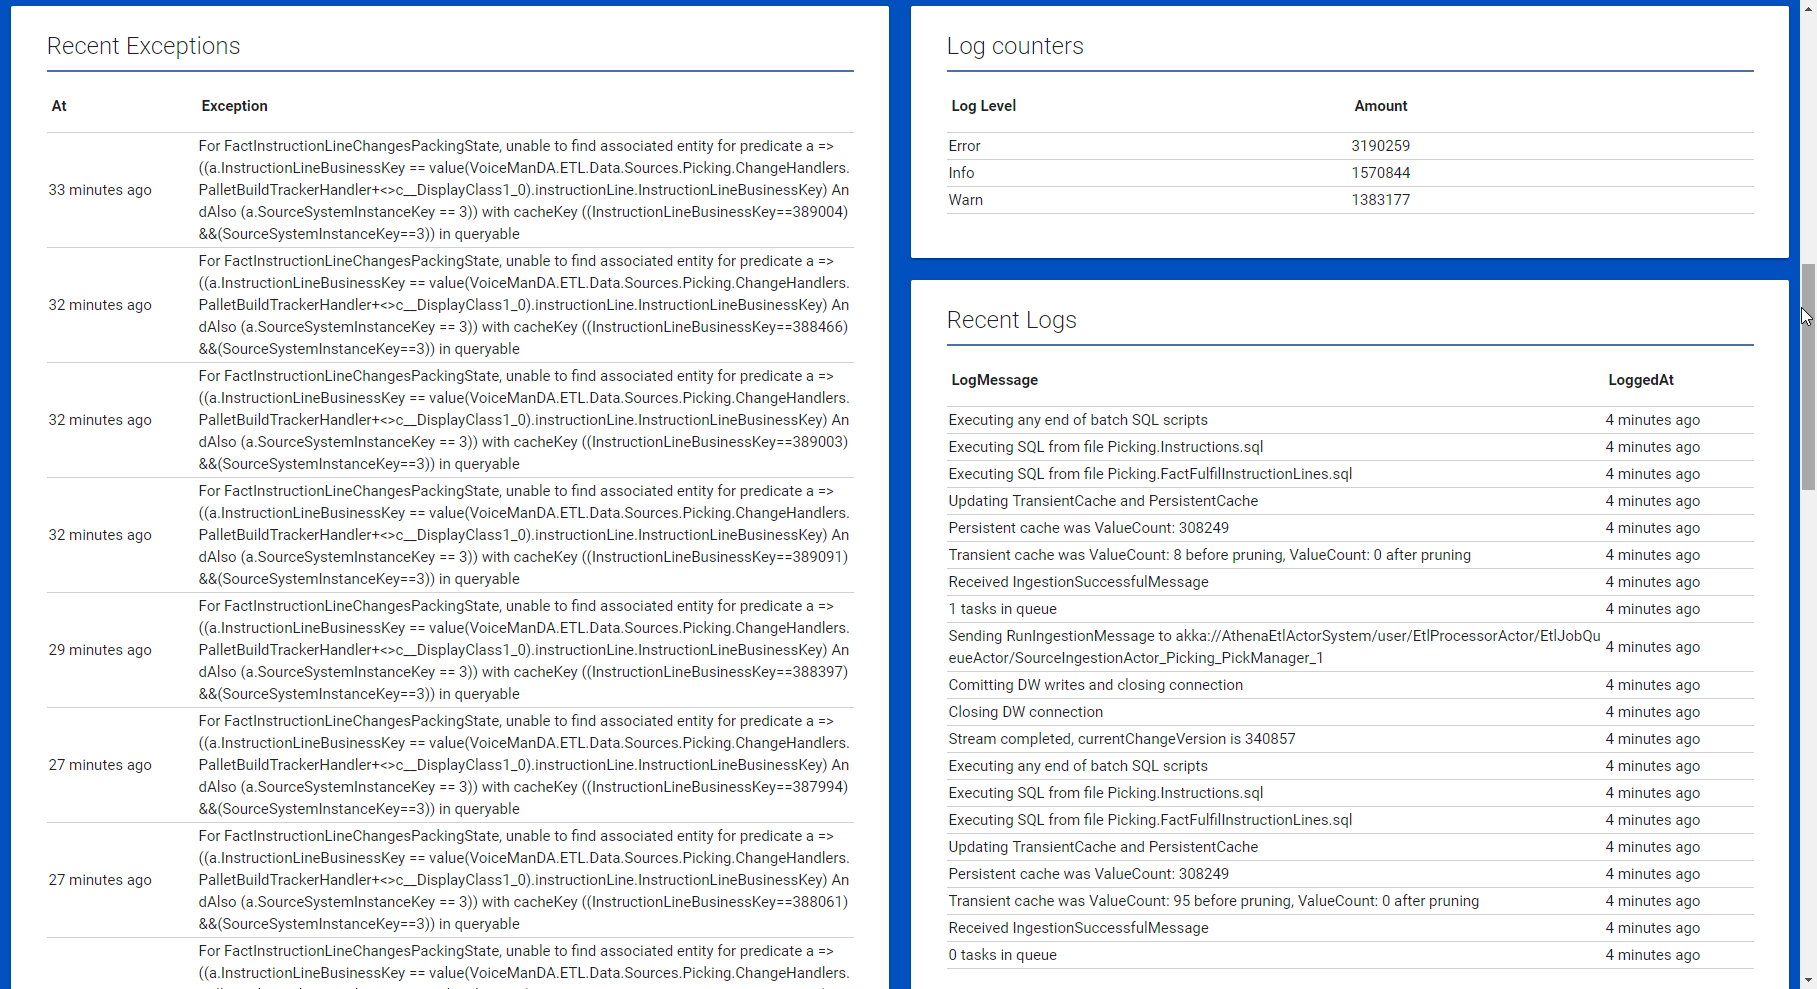 Recent Exceptions
At Exception
33 minutes ago
For FactInstructionLineChangesPackingState, unable to find associated entity for predicate a =>
((a.InstructionLineBusinessKey == value(VoiceManDA.ETL.Data.Sources.Picking.ChangeHandlers.
PalletBuildTrackerHandler+<>c__DisplayClass1_0).instructionLine.InstructionLineBusinessKey) An
dAlso (a.SourceSystemInstanceKey == 3)) with cacheKey ((InstructionLineBusinessKey==389004)
&&(SourceSystemInstanceKey==3)) in queryable
32 minutes ago
For FactInstructionLineChangesPackingState, unable to find associated entity for predicate a =>
((a.InstructionLineBusinessKey == value(VoiceManDA.ETL.Data.Sources.Picking.ChangeHandlers.
PalletBuildTrackerHandler+<>c__DisplayClass1_0).instructionLine.InstructionLineBusinessKey) An
dAlso (a.SourceSystemInstanceKey == 3)) with cacheKey ((InstructionLineBusinessKey==388466)
&&(SourceSystemInstanceKey==3)) in queryable
32 minutes ago
For FactInstructionLineChangesPackingState, unable to find associated entity for predicate a =>
((a.InstructionLineBusinessKey == value(VoiceManDA.ETL.Data.Sources.Picking.ChangeHandlers.
PalletBuildTrackerHandler+<>c__DisplayClass1_0).instructionLine.InstructionLineBusinessKey) An
dAlso (a.SourceSystemInstanceKey == 3)) with cacheKey ((InstructionLineBusinessKey==389003)
&&(SourceSystemInstanceKey==3)) in queryable
32 minutes ago
For FactInstructionLineChangesPackingState, unable to find associated entity for predicate a =>
((a.InstructionLineBusinessKey == value(VoiceManDA.ETL.Data.Sources.Picking.ChangeHandlers.
PalletBuildTrackerHandler+<>c__DisplayClass1_0).instructionLine.InstructionLineBusinessKey) An
dAlso (a.SourceSystemInstanceKey == 3)) with cacheKey ((InstructionLineBusinessKey==389091)
&&(SourceSystemInstanceKey==3)) in queryable
29 minutes ago
For FactInstructionLineChangesPackingState, unable to find associated entity for predicate a =>
((a.InstructionLineBusinessKey == value(VoiceManDA.ETL.Data.Sources.Picking.ChangeHandlers.
PalletBuildTrackerHandler+<>c__DisplayClass1_0).instructionLine.InstructionLineBusinessKey) An
dAlso (a.SourceSystemInstanceKey == 3)) with cacheKey ((InstructionLineBusinessKey==388397)
&&(SourceSystemInstanceKey==3)) in queryable
27 minutes ago
For FactInstructionLineChangesPackingState, unable to find associated entity for predicate a =>
((a.InstructionLineBusinessKey == value(VoiceManDA.ETL.Data.Sources.Picking.ChangeHandlers.
PalletBuildTrackerHandler+<>c__DisplayClass1_0).instructionLine.InstructionLineBusinessKey) An
dAlso (a.SourceSystemInstanceKey == 3)) with cacheKey ((InstructionLineBusinessKey==387994)
&&(SourceSystemInstanceKey==3)) in queryable
27 minutes ago
For FactInstructionLineChangesPackingState, unable to find associated entity for predicate a =>
((a.InstructionLineBusinessKey == value(VoiceManDA.ETL.Data.Sources.Picking.ChangeHandlers.
PalletBuildTrackerHandler+<>c__DisplayClass1_0).instructionLine.InstructionLineBusinessKey) An
dAlso (a.SourceSystemInstanceKey == 3)) with cacheKey ((InstructionLineBusinessKey==388061)
&&(SourceSystemInstanceKey==3)) in queryable
For FactInstructionLineChangesPackingState, unable to find associated entity for predicate a =>
((a.InstructionLineBusinessKey == value(VoiceManDA.ETL.Data.Sources.Picking.ChangeHandlers.
Log counters
Log Level Amount
Error 3190259
Info 1570844
Warn 1383177
Recent Logs
LogMessage LoggedAt
Executing any end of batch SQL scripts 4 minutes ago
Executing SQL from file Picking.Instructions.sql 4 minutes ago
Executing SQL from file Picking.FactFulfilInstructionLines.sql 4 minutes ago
Updating TransientCache and PersistentCache 4 minutes ago
Persistent cache was ValueCount: 308249 4 minutes ago
Transient cache was ValueCount: 8 before pruning, ValueCount: 0 after pruning 4 minutes ago
Received IngestionSuccessfulMessage 4 minutes ago
1 tasks in queue 4 minutes ago
Sending RunIngestionMessage to akka://AthenaEtlActorSystem/user/EtlProcessorActor/EtlJobQu
eueActor/SourceIngestionActor_Picking_PickManager_1 4 minutes ago
Comitting DW writes and closing connection 4 minutes ago
Closing DW connection 4 minutes ago
Stream completed, currentChangeVersion is 340857 4 minutes ago
Executing any end of batch SQL scripts 4 minutes ago
Executing SQL from file Picking.Instructions.sql 4 minutes ago
Executing SQL from file Picking.FactFulfilInstructionLines.sql 4 minutes ago
Updating TransientCache and PersistentCache 4 minutes ago
Persistent cache was ValueCount: 308249 4 minutes ago
Transient cache was ValueCount: 95 before pruning, ValueCount: 0 after pruning 4 minutes ago
Received IngestionSuccessfulMessage 4 minutes ago
0 tasks in queue 4 minutes ago